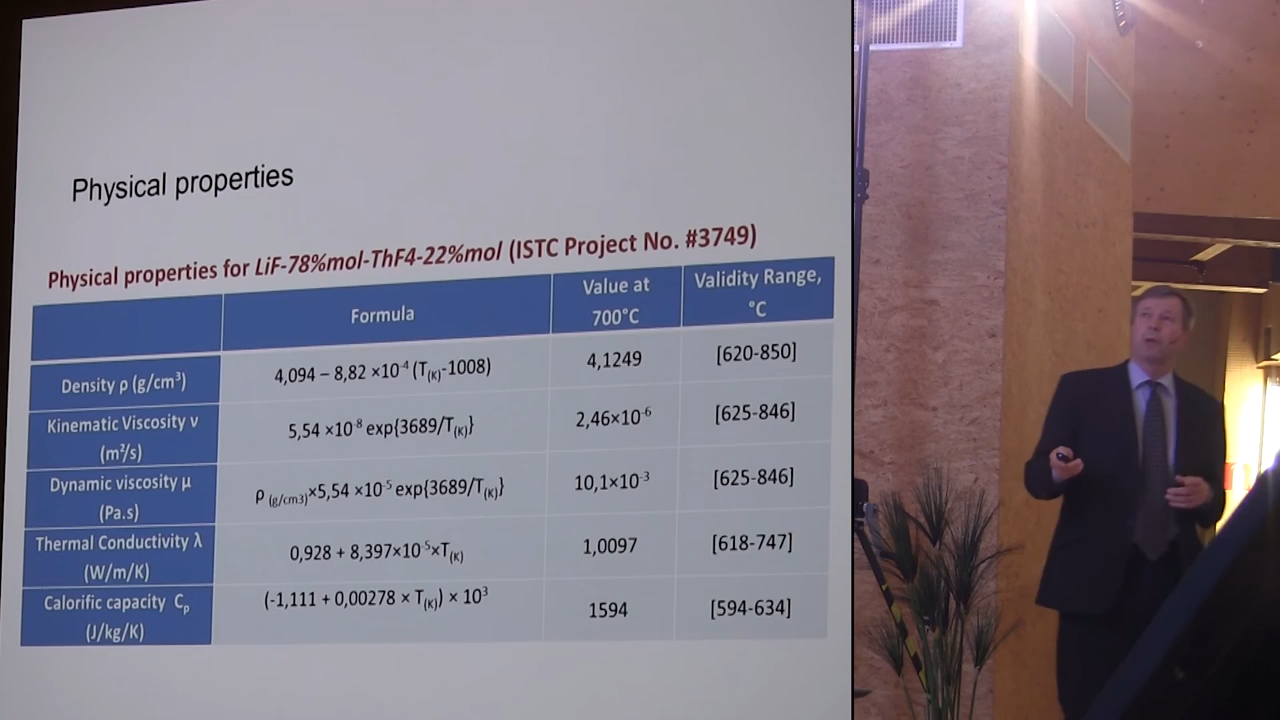 Physical properties
Physical properties for LiF-78%mol-ThF4-22%mol (ISTC Project No. #3749)
Formula
Value at
700°C
Validity Range,
°C
Density ρ (g/cm³)
4,094 – 8,82 ×10⁻⁴ (T₍K₎-1008)
4,1249
[620-850]
Kinematic Viscosity ν
(m²/s)
5,54 ×10⁻⁸ exp{3689/T₍K₎}
2,46×10⁻⁶
[625-846]
Dynamic viscosity μ
(Pa.s)
ρ ₍g/cm3₎×5,54 ×10⁻⁵ exp{3689/T₍K₎}
10,1×10⁻³
[625-846]
Thermal Conductivity λ
(W/m/K)
0,928 + 8,397×10⁻⁵×T₍K₎
1,0097
[618-747]
Calorific capacity Cₚ
(J/kg/K)
(-1,111 + 0,00278 × T₍K₎) × 10³
1594
[594-634]